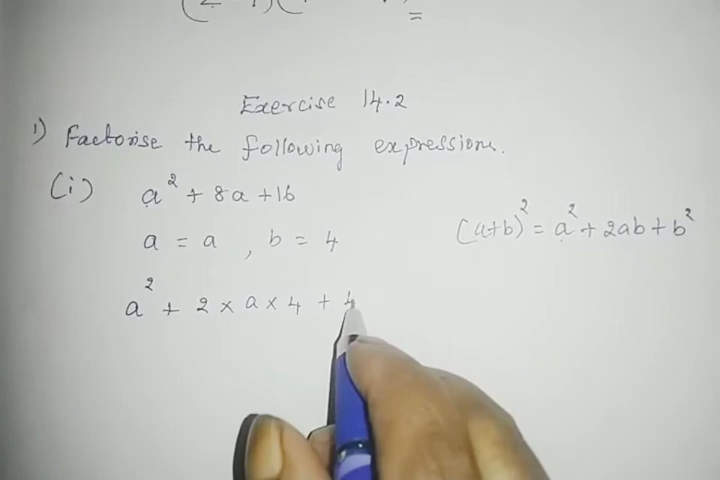 =
Exercise 14.2
1) Factorise the following expressions.
(i) a² + 8a + 16
a = a , b = 4
(a+b)² = a² + 2ab + b²
a² + 2 × a × 4 + 4